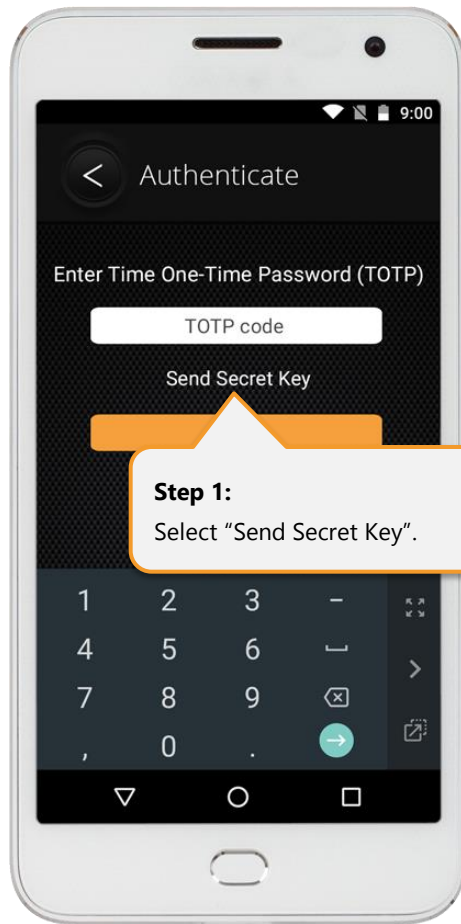 9:00
< Authenticate
Enter Time One-Time Password (TOTP)
TOTP code
Send Secret Key
Step 1:
Select “Send Secret Key”.
1 2 3 –
4 5 6
7 8 9
, 0 .